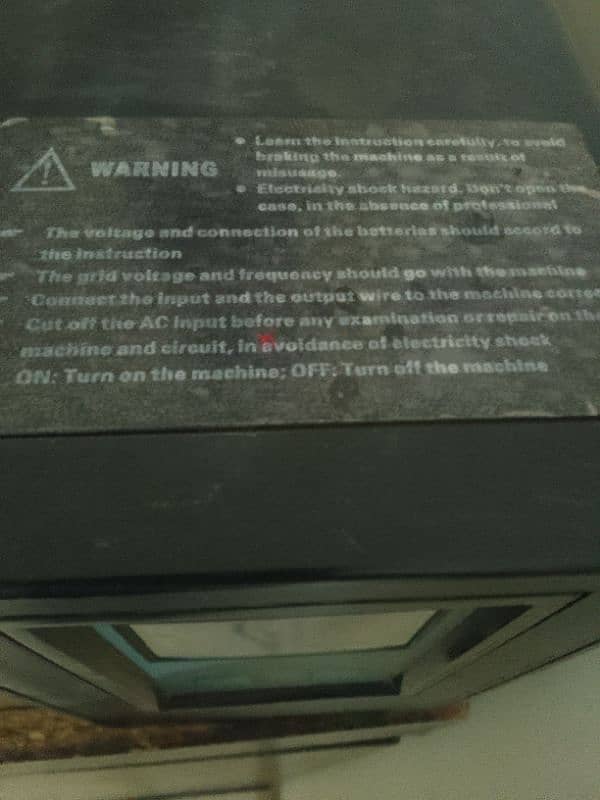 WARNING
• Learn the instruction carefully, to avoid
braking the machine as a result of
misusage.
• Electricity shock hazard. Don't open the
case, in the absence of professional
The voltage and connection of the batteries should accord to
the instruction
The grid voltage and frequency should go with the machine
Connect the input and the output wire to the machine
Cut off the AC input before any examination or repair on the
machine and circuit, in avoidance of electricity shock
ON: Turn on the machine; OFF: Turn off the machine